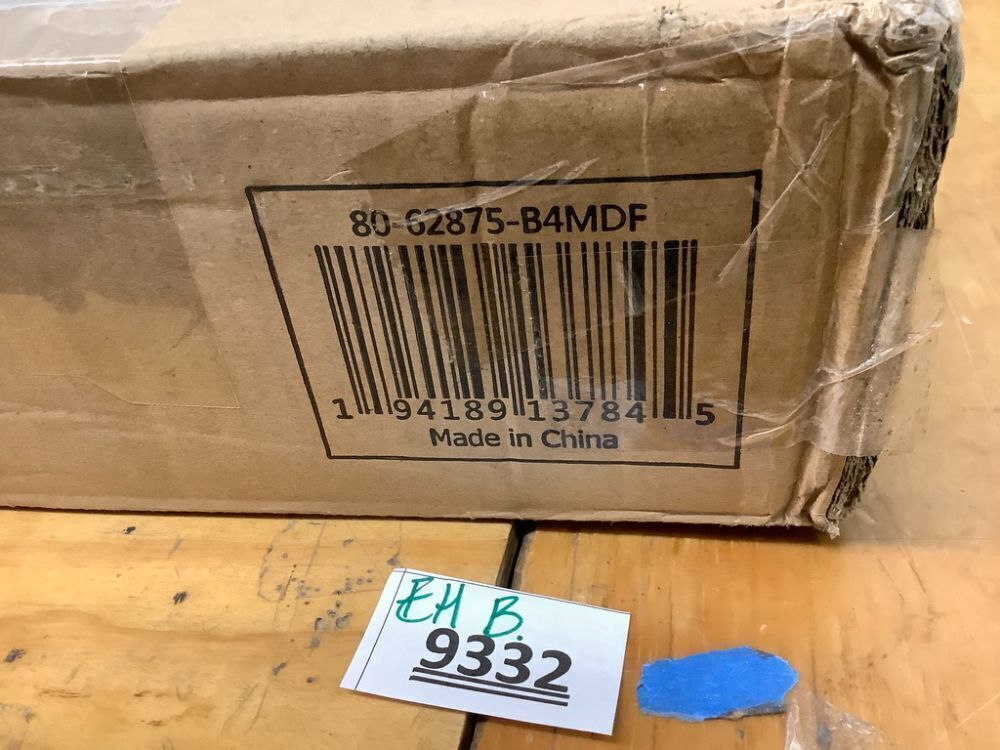 80-62875-B4MDF
1 94189 13784 5
Made in China
EH B.
9332